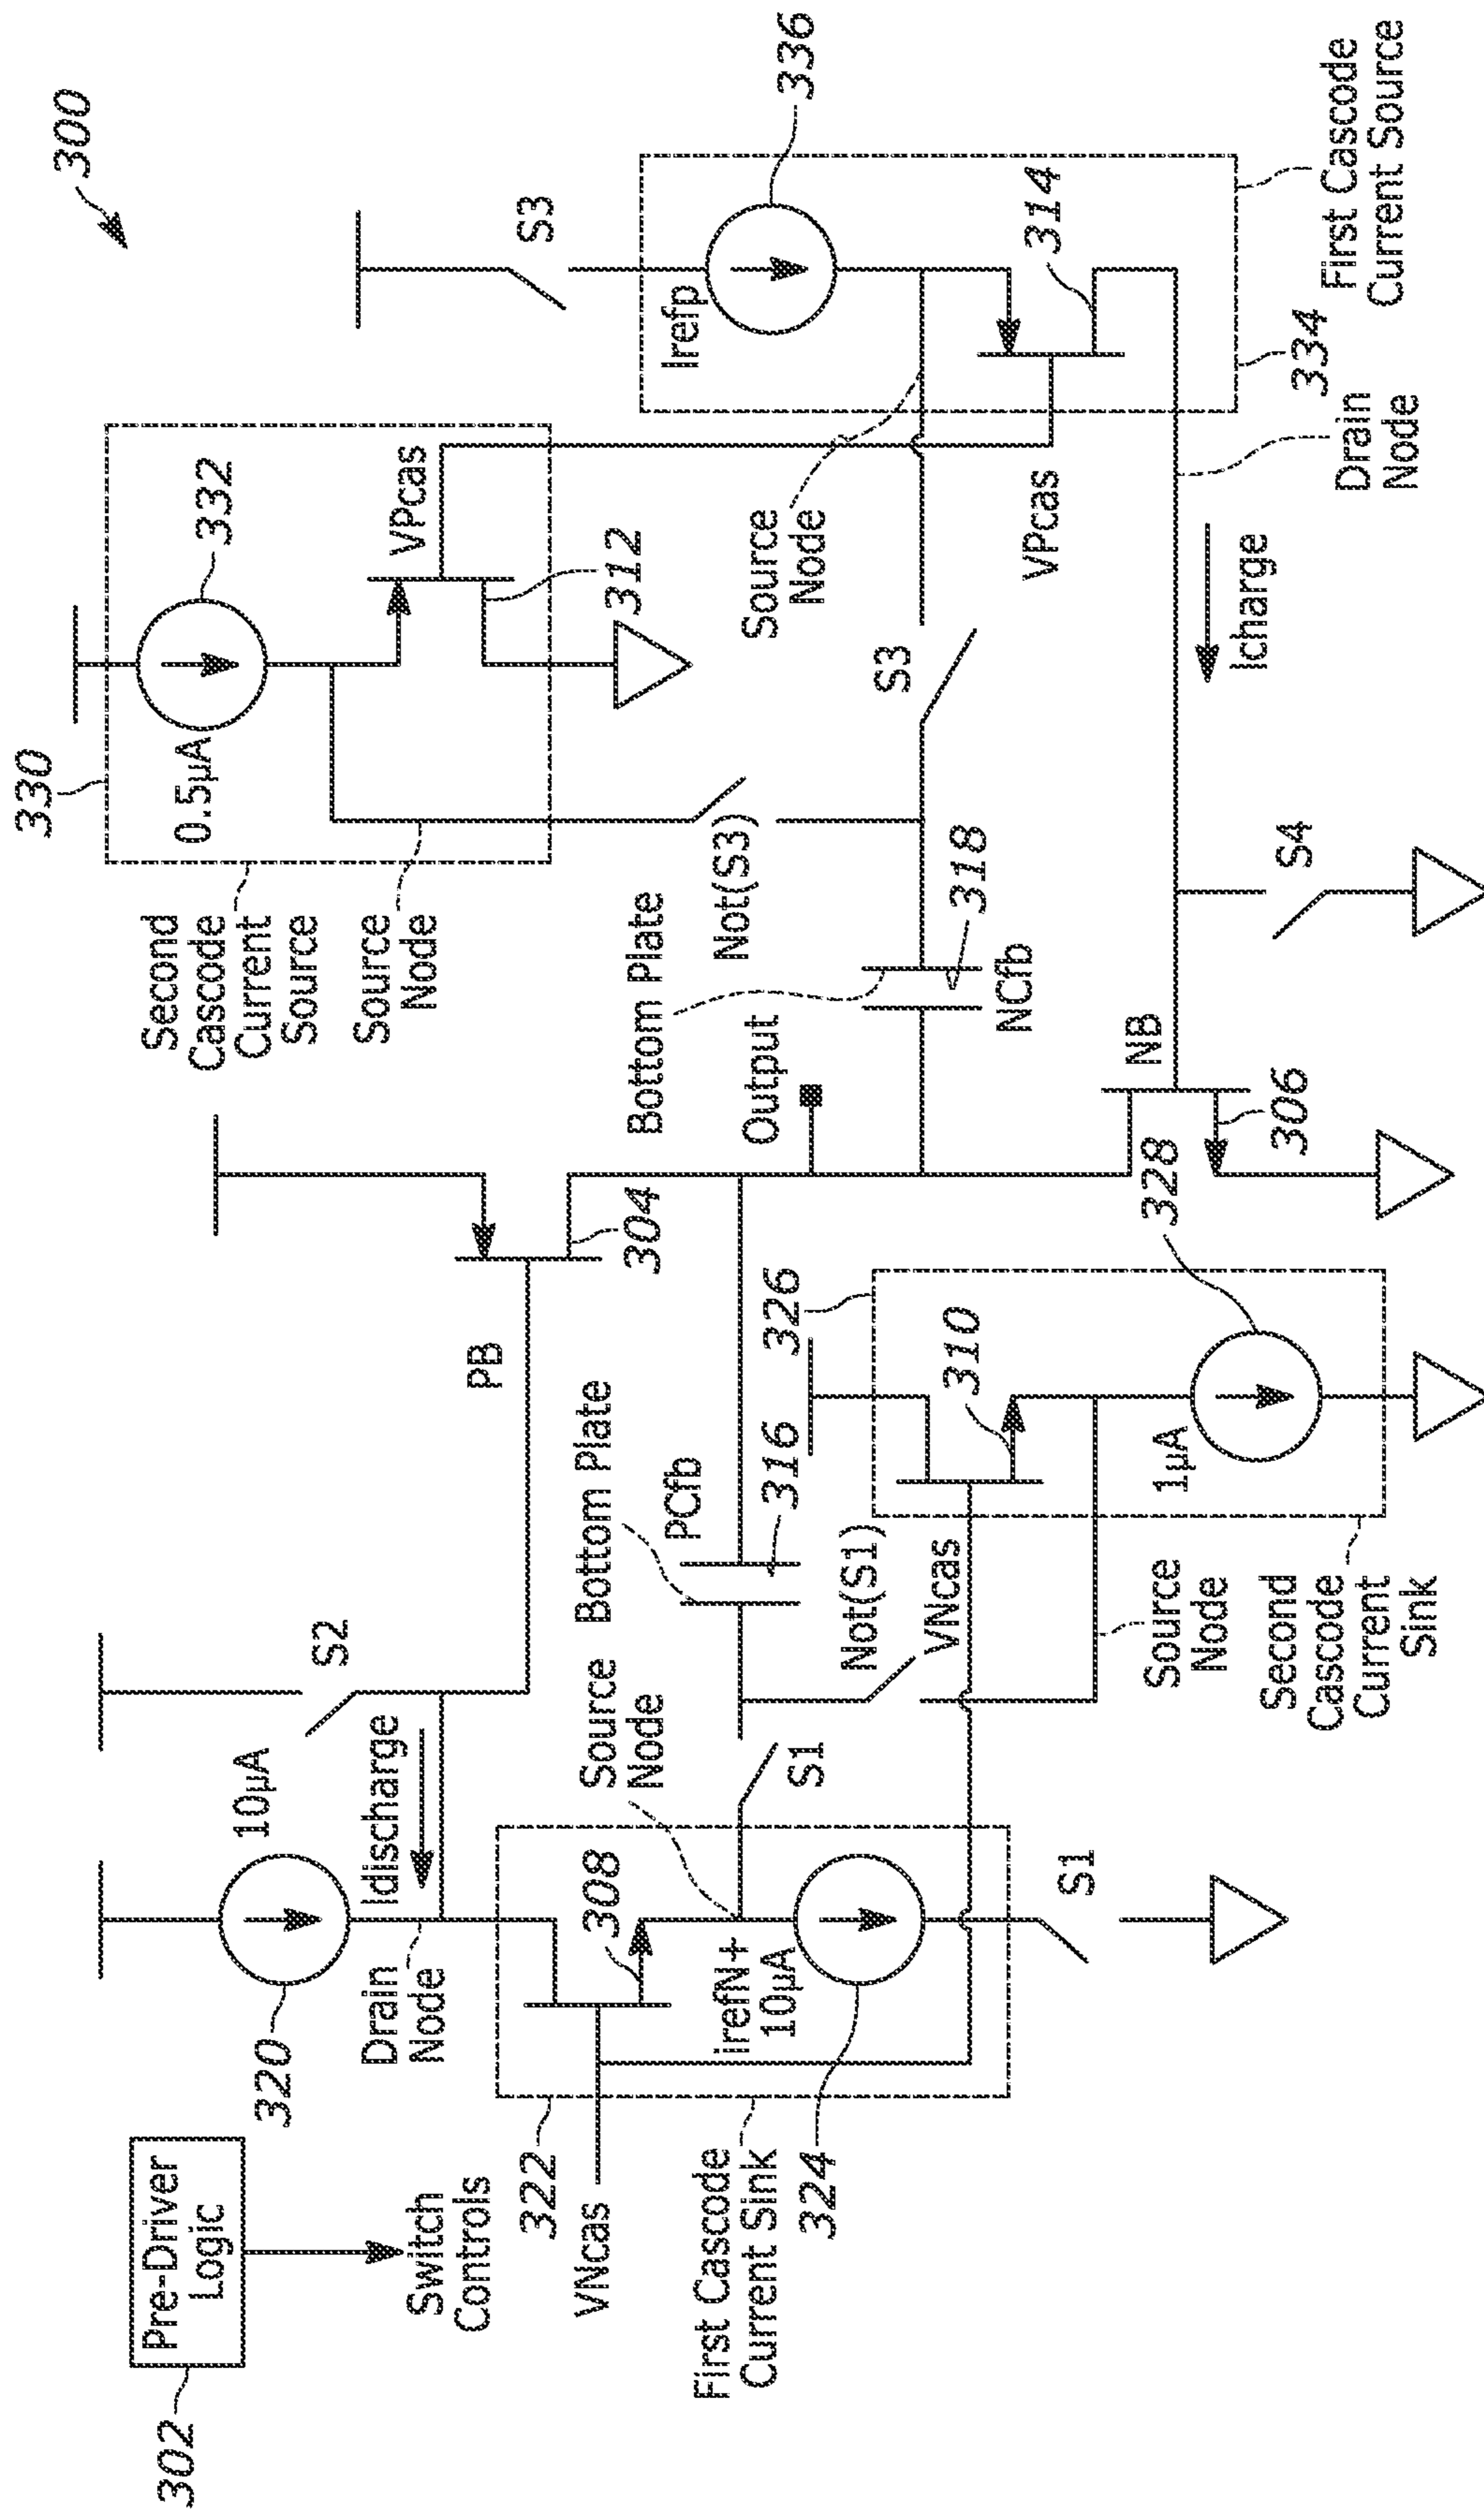 300
302
Pre-Driver
Logic
Switch
Controls
320
10µA
S2
Idischarge
Drain
Node
PB
304
322
VNcas
308
First Cascode
Current Sink
324
irefN+
10µA
Source
Node
S1
S1
Bottom Plate
PCfb
316
Not(S1)
VNcas
326
310
1µA
328
Source
Node
Second
Cascode
Current
Sink
330
332
0.5µA
VPcas
312
Second
Cascode
Current
Source
Source
Node
Not(S3)
Bottom Plate
Output
318
NCfb
S3
Source
Node
VPcas
S3
Irefp
336
314
334
First Cascode
Current Source
Drain
Node
Icharge
S4
NB
306